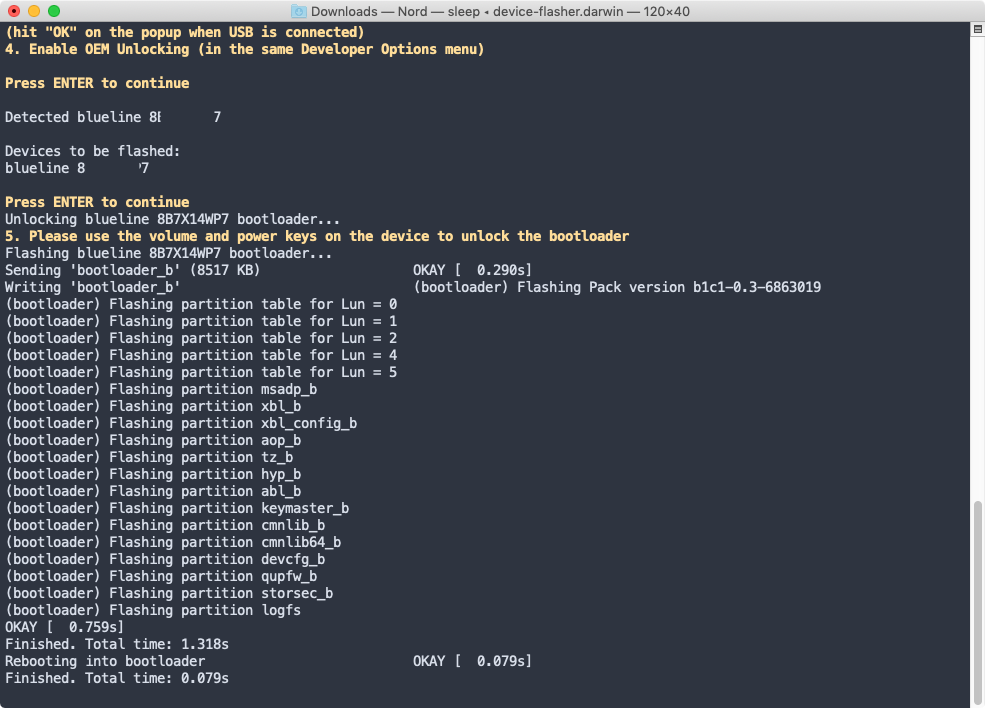 Downloads — Nord — sleep ◂ device-flasher.darwin — 120×40
(hit "OK" on the popup when USB is connected)
4. Enable OEM Unlocking (in the same Developer Options menu)
Press ENTER to continue
Detected blueline 8 7
Devices to be flashed:
blueline 8 7
Press ENTER to continue
Unlocking blueline 8B7X14WP7 bootloader...
5. Please use the volume and power keys on the device to unlock the bootloader
Flashing blueline 8B7X14WP7 bootloader...
Sending 'bootloader_b' (8517 KB) OKAY [ 0.290s]
Writing 'bootloader_b' (bootloader) Flashing Pack version b1c1-0.3-6863019
(bootloader) Flashing partition table for Lun = 0
(bootloader) Flashing partition table for Lun = 1
(bootloader) Flashing partition table for Lun = 2
(bootloader) Flashing partition table for Lun = 4
(bootloader) Flashing partition table for Lun = 5
(bootloader) Flashing partition msadp_b
(bootloader) Flashing partition xbl_b
(bootloader) Flashing partition xbl_config_b
(bootloader) Flashing partition aop_b
(bootloader) Flashing partition tz_b
(bootloader) Flashing partition hyp_b
(bootloader) Flashing partition abl_b
(bootloader) Flashing partition keymaster_b
(bootloader) Flashing partition cmnlib_b
(bootloader) Flashing partition cmnlib64_b
(bootloader) Flashing partition devcfg_b
(bootloader) Flashing partition qupfw_b
(bootloader) Flashing partition storsec_b
(bootloader) Flashing partition logfs
OKAY [ 0.759s]
Finished. Total time: 1.318s
Rebooting into bootloader OKAY [ 0.079s]
Finished. Total time: 0.079s